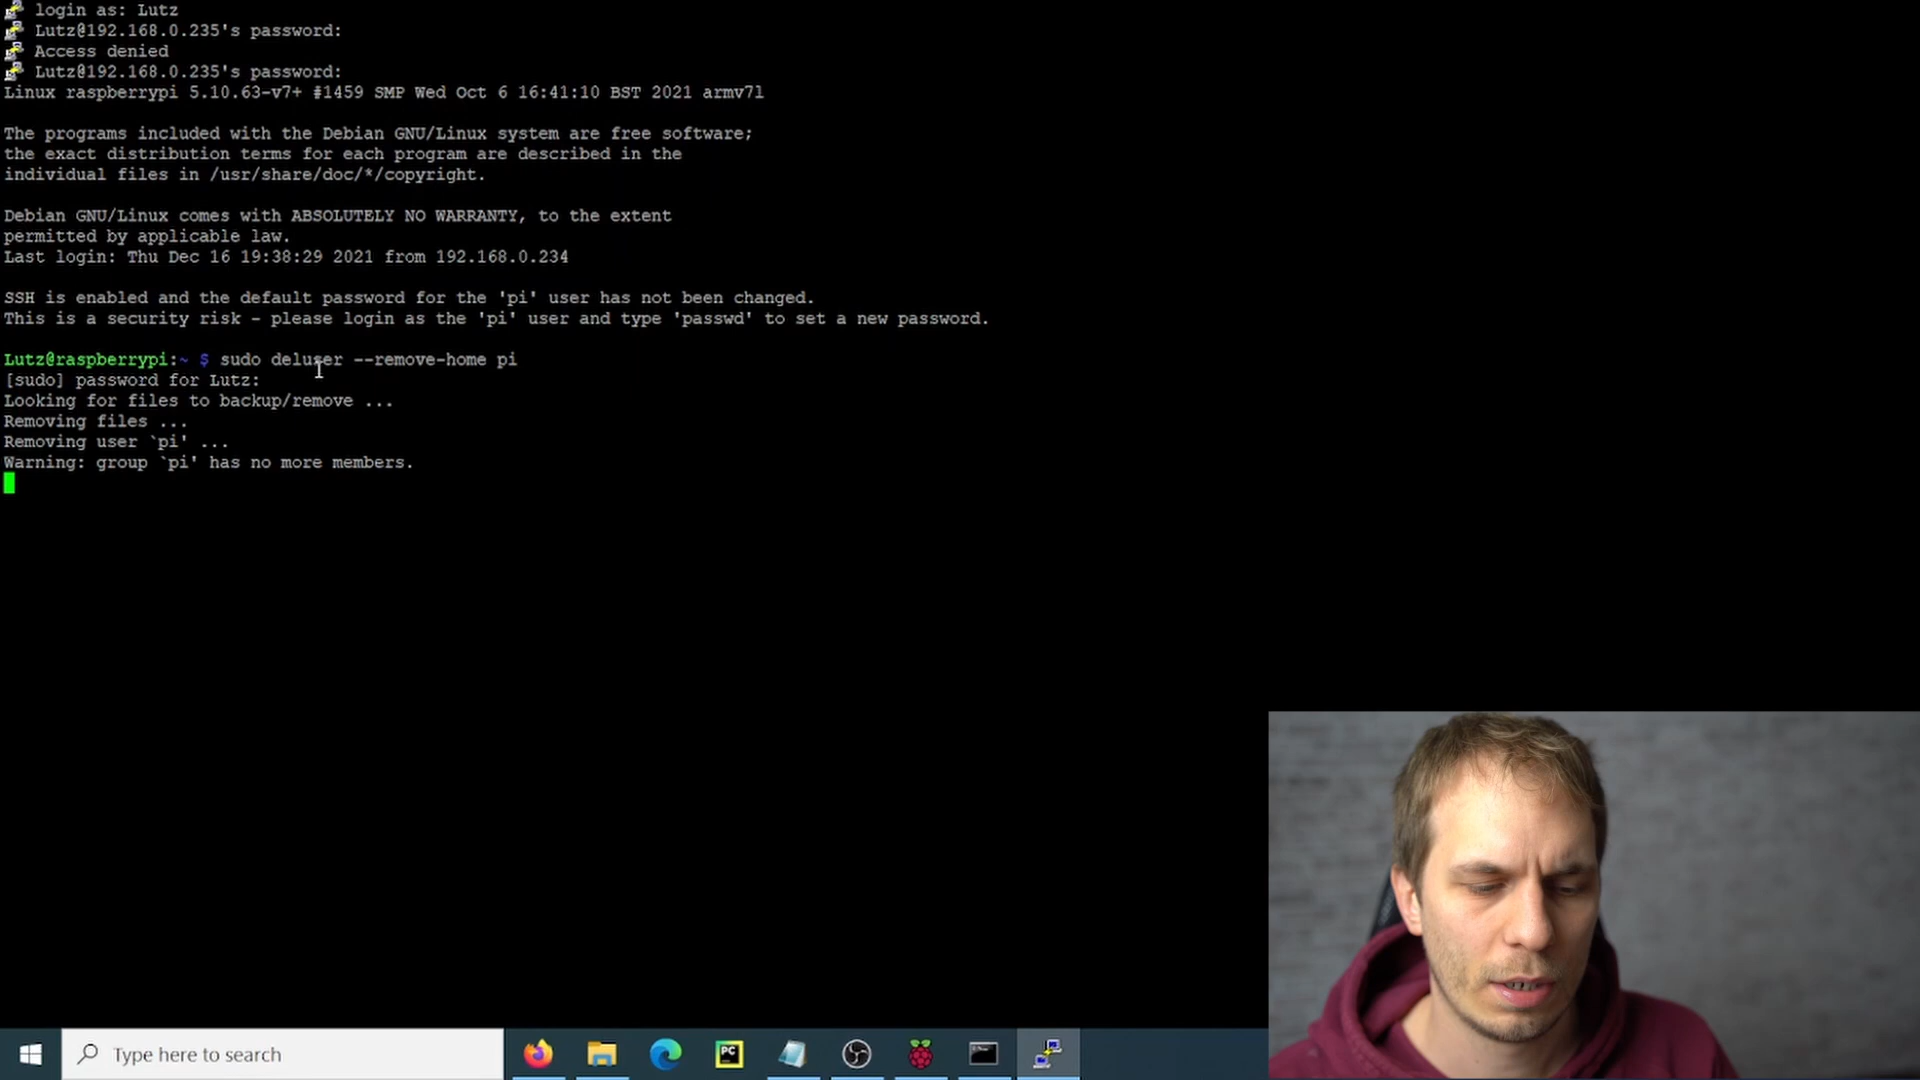 login as: Lutz
Lutz@192.168.0.235's password:
Access denied
Lutz@192.168.0.235's password:
Linux raspberrypi 5.10.63-v7+ #1459 SMP Wed Oct 6 16:41:10 BST 2021 armv7l
The programs included with the Debian GNU/Linux system are free software;
the exact distribution terms for each program are described in the
individual files in /usr/share/doc/*/copyright.
Debian GNU/Linux comes with ABSOLUTELY NO WARRANTY, to the extent
permitted by applicable law.
Last login: Thu Dec 16 19:38:29 2021 from 192.168.0.234
SSH is enabled and the default password for the 'pi' user has not been changed.
This is a security risk - please login as the 'pi' user and type 'passwd' to set a new password.
Lutz@raspberrypi:~ $ sudo deluser --remove-home pi
[sudo] password for Lutz:
Looking for files to backup/remove ...
Removing files ...
Removing user `pi' ...
Warning: group `pi' has no more members.
Type here to search
PC